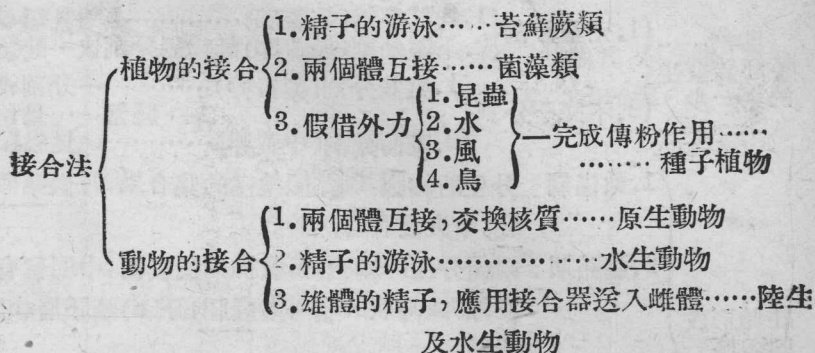 接合法
植物的接合
1.精子的游泳……苔蘚蕨類
2.兩個體互接……菌藻類
3.假借外力
1.昆蟲
2.水
3.風
4.鳥
—完成傳粉作用……
………種子植物
動物的接合
1.兩個體互接,交換核質……原生動物
2.精子的游泳……………水生動物
3.雄體的精子,應用接合器送入雌體……陸生
及水生動物